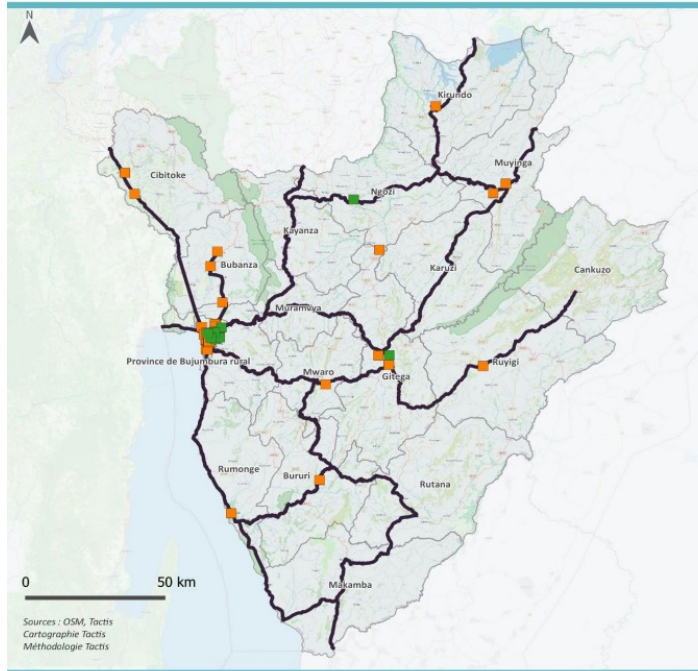 N
Kirundo
Cibitoke
Muyinga
Ngozi
Kayanza
Bubanza
Karuzi
Cankuzo
Muramvya
Province de Bujumbura rural
Mwaro
Gitega
Ruyigi
Rumonge
Bururi
Rutana
Makamba
0 50 km
Sources : OSM, Tactis
Cartographie Tactis
Méthodologie Tactis